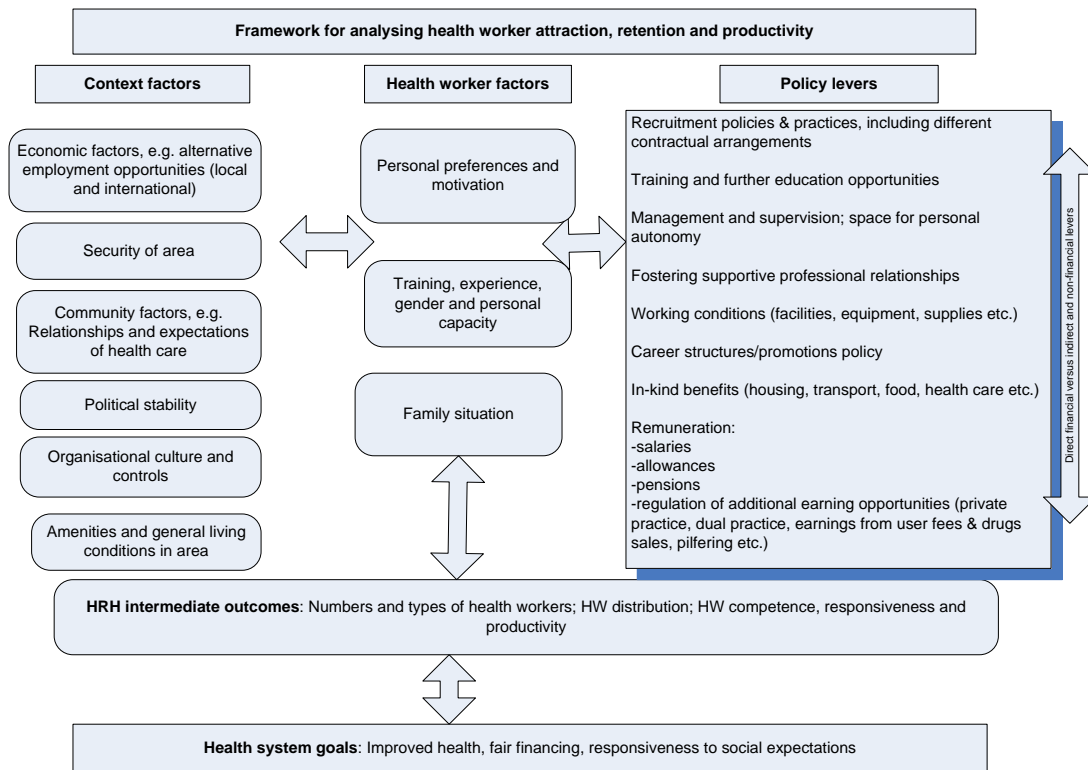 Framework for analysing health worker attraction, retention and productivity
Context factors
Health worker factors
Policy levers
Economic factors, e.g. alternative
employment opportunities (local
and international)
Security of area
Community factors, e.g.
Relationships and expectations
of health care
Political stability
Organisational culture and
controls
Amenities and general living
conditions in area
Personal preferences and
motivation
Training, experience,
gender and personal
capacity
Family situation
Recruitment policies & practices, including different
contractual arrangements
Training and further education opportunities
Management and supervision; space for personal
autonomy
Fostering supportive professional relationships
Working conditions (facilities, equipment, supplies etc.)
Career structures/promotions policy
In-kind benefits (housing, transport, food, health care etc.)
Remuneration:
-salaries
-allowances
-pensions
-regulation of additional earning opportunities (private
practice, dual practice, earnings from user fees & drugs
sales, pilfering etc.)
Direct financial versus indirect and non-financial levers
HRH intermediate outcomes: Numbers and types of health workers; HW distribution; HW competence, responsiveness and
productivity
Health system goals: Improved health, fair financing, responsiveness to social expectations